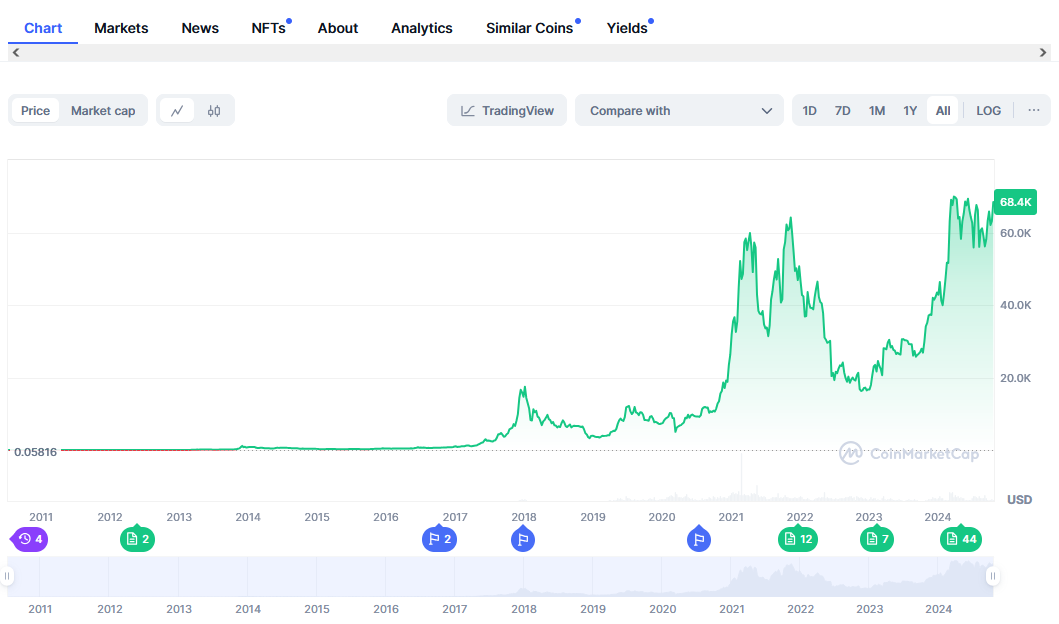 Chart Markets News NFTs About Analytics Similar Coins Yields
Price Market cap TradingView Compare with 1D 7D 1M 1Y All LOG ...
68.4K
60.0K
40.0K
20.0K
0.05816
CoinMarketCap
USD
2011 2012 2013 2014 2015 2016 2017 2018 2019 2020 2021 2022 2023 2024
4 2 2 12 7 44
2011 2012 2013 2014 2015 2016 2017 2018 2019 2020 2021 2022 2023 2024